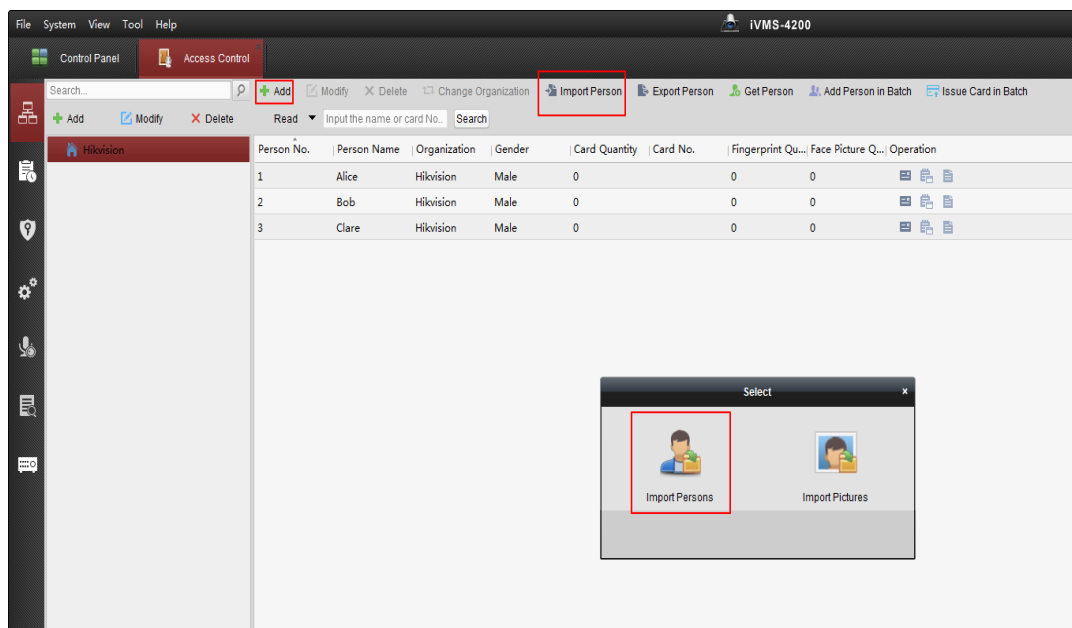 File System View Tool Help iVMS-4200
Control Panel Access Control
Search... Add Modify Delete Change Organization Import Person Export Person Get Person Add Person in Batch Issue Card in Batch
Add Modify Delete Read Input the name or card No.. Search
Hikvision Person No. Person Name Organization Gender Card Quantity Card No. Fingerprint Qu... Face Picture Q... Operation
1 Alice Hikvision Male 0 0 0
2 Bob Hikvision Male 0 0 0
3 Clare Hikvision Male 0 0 0
Select
Import Persons Import Pictures